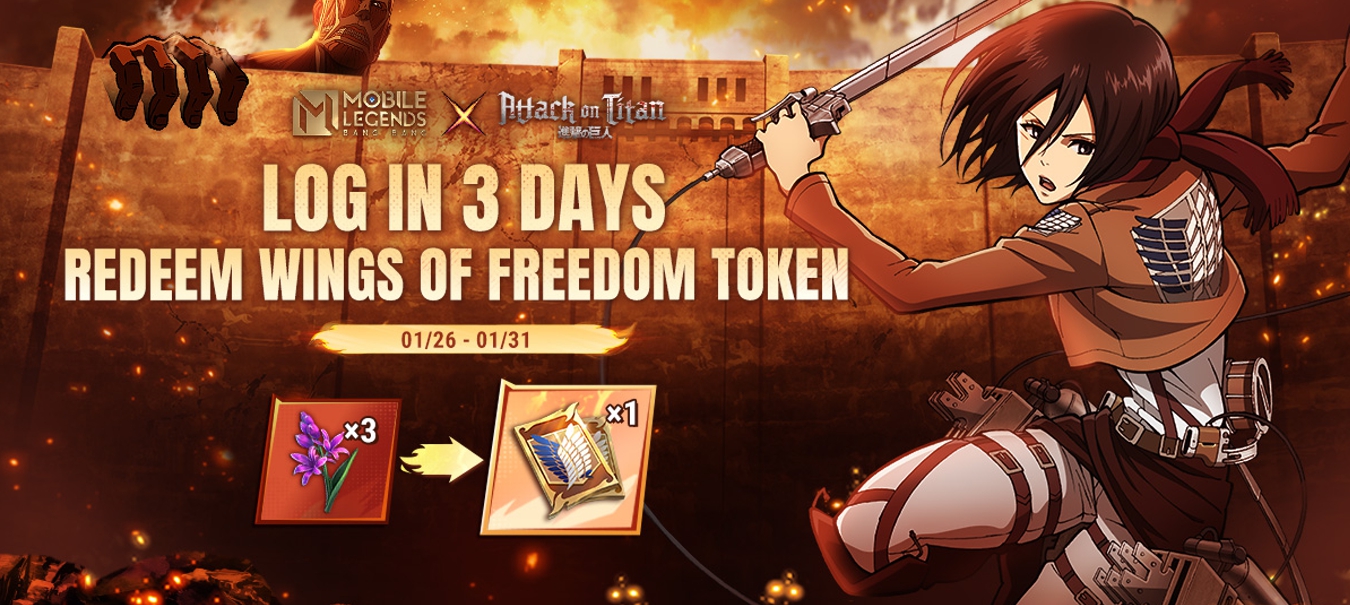 MOBILE LEGENDS BANG BANG X Attack on Titan
進撃の巨人
LOG IN 3 DAYS
REDEEM WINGS OF FREEDOM TOKEN
01/26 - 01/31
×3
×1